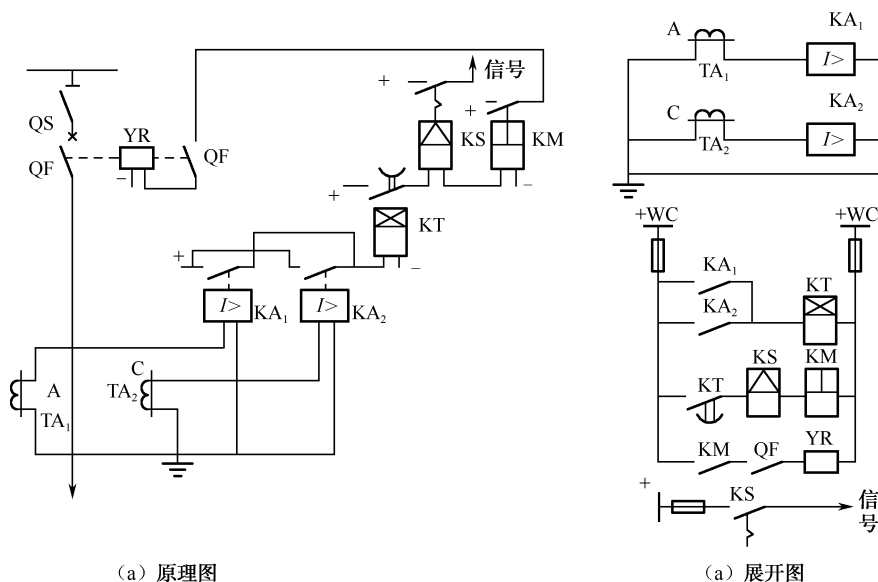 信号
+
+
QS
YR
KS
KM
QF
QF
−
−
+
KT
+
−
I>
KA₁
I>
KA₂
A
TA₁
C
TA₂
(a) 原理图
A
TA₁
KA₁
I>
C
TA₂
KA₂
I>
+WC
+WC
KA₁
KA₂
KT
KT
KS
KM
KM
QF
YR
+
KS
信
号
(a) 展开图